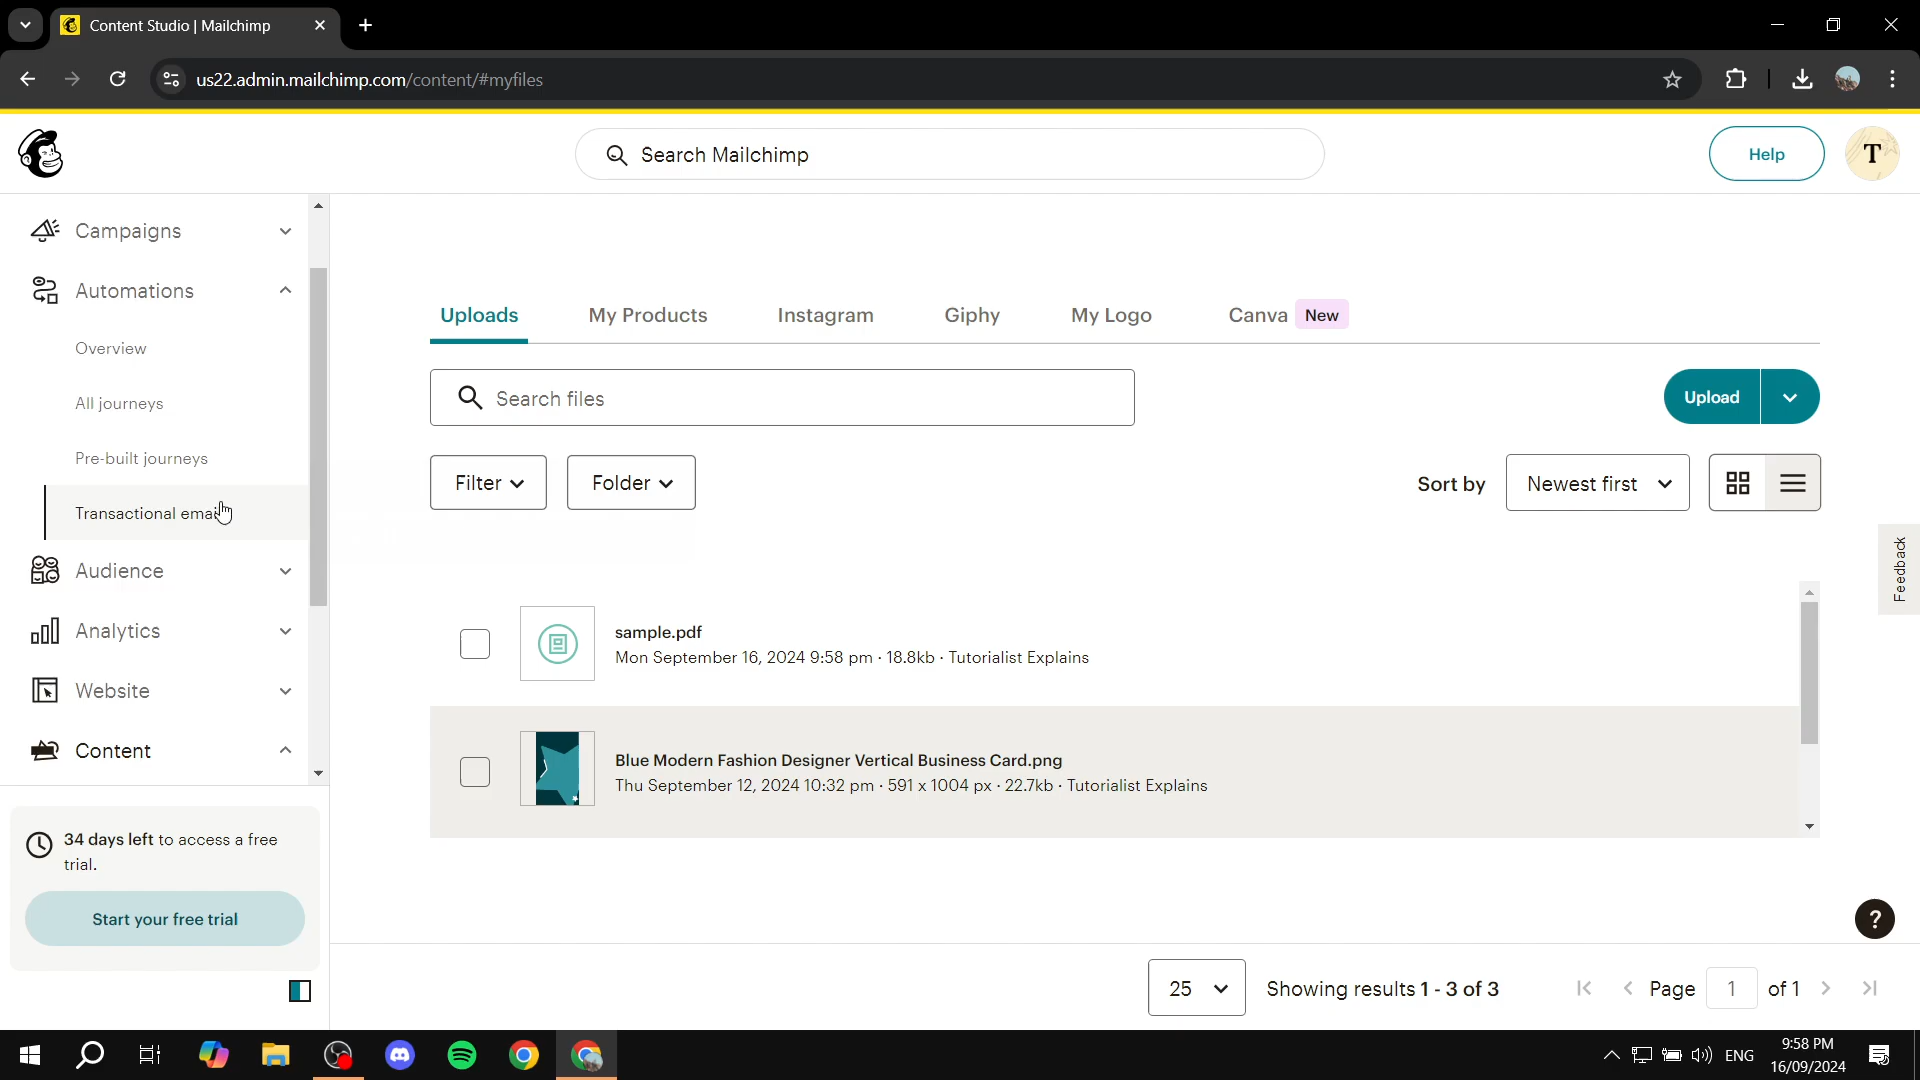 Content Studio | Mailchimp
us22.admin.mailchimp.com/content/#myfiles
Search Mailchimp
Help
T
Campaigns
Automations
Overview
All journeys
Pre-built journeys
Transactional email
Audience
Analytics
Website
Content
34 days left to access a free
trial.
Start your free trial
Uploads
My Products
Instagram
Giphy
My Logo
Canva
New
Search files
Upload
Filter
Folder
Sort by
Newest first
sample.pdf
Mon September 16, 2024 9:58 pm · 18.8kb · Tutorialist Explains
Blue Modern Fashion Designer Vertical Business Card.png
Thu September 12, 2024 10:32 pm · 591 x 1004 px · 22.7kb · Tutorialist Explains
Feedback
?
25
Showing results 1 - 3 of 3
Page
1
of 1
ENG
9:58 PM
16/09/2024